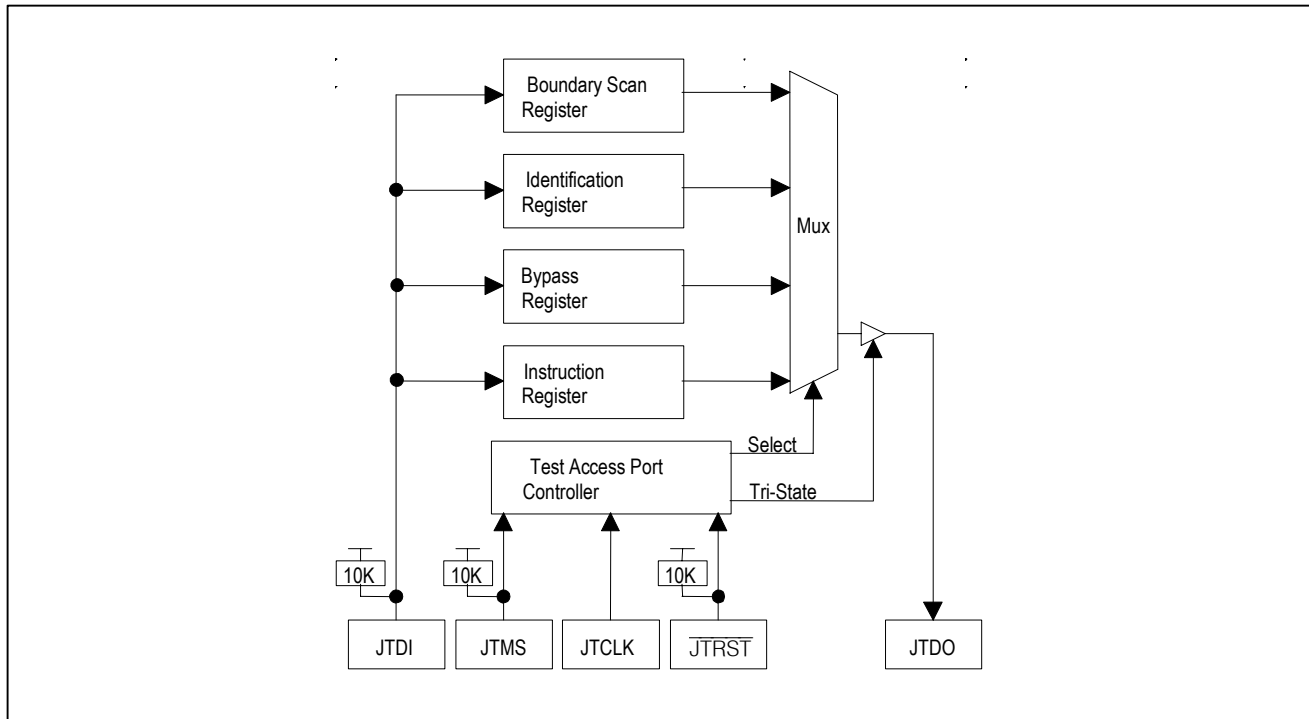 Boundary Scan
Register
Identification
Register
Mux
Bypass
Register
Instruction
Register
Select
Test Access Port
Controller
Tri-State
10K
10K
10K
JTDI
JTMS
JTCLK
JTRST
JTDO